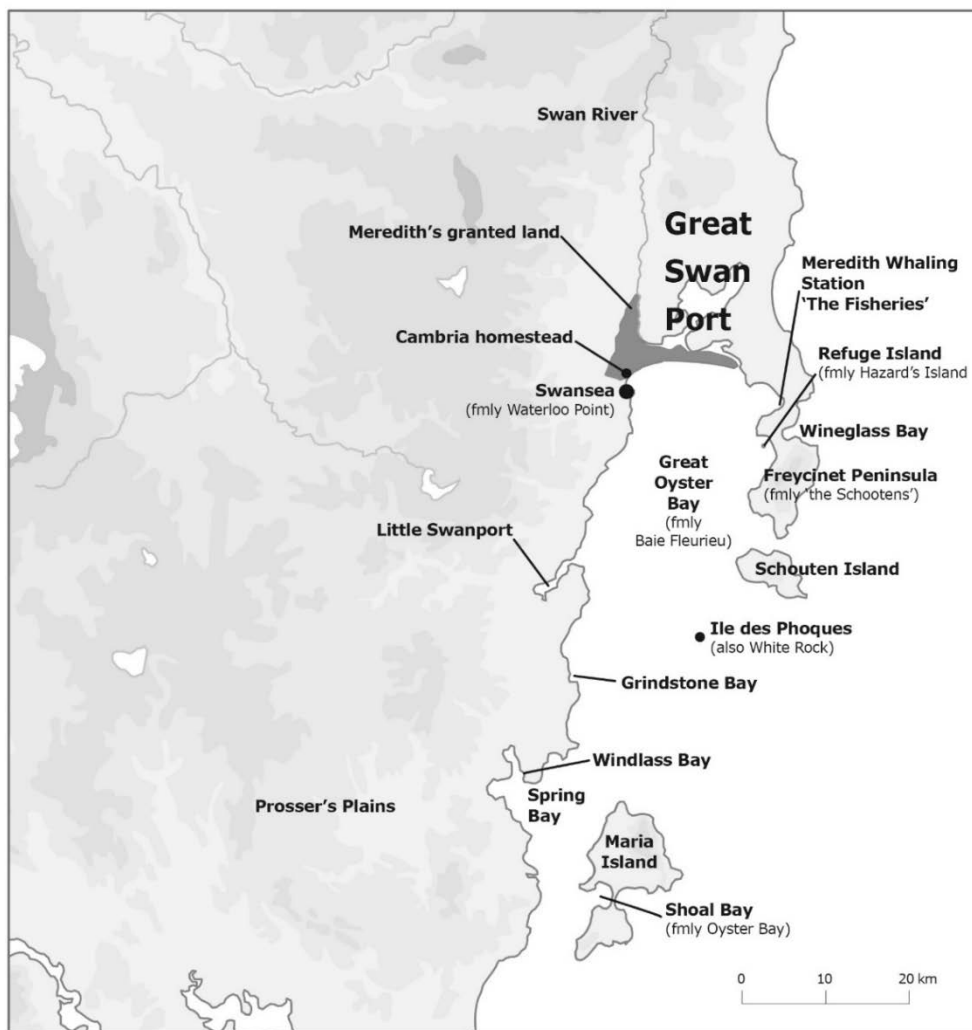 Swan River
Great
Swan
Port
Meredith's granted land
Meredith Whaling
Station
'The Fisheries'
Cambria homestead
Refuge Island
(fmly Hazard's Island
Swansea
(fmly Waterloo Point)
Wineglass Bay
Great
Oyster
Bay
(fmly
Baie Fleurieu)
Freycinet Peninsula
(fmly 'the Schootens')
Little Swanport
Schouten Island
Ile des Phoques
(also White Rock)
Grindstone Bay
Windlass Bay
Spring
Bay
Prosser's Plains
Maria
Island
Shoal Bay
(fmly Oyster Bay)
0 10 20 km